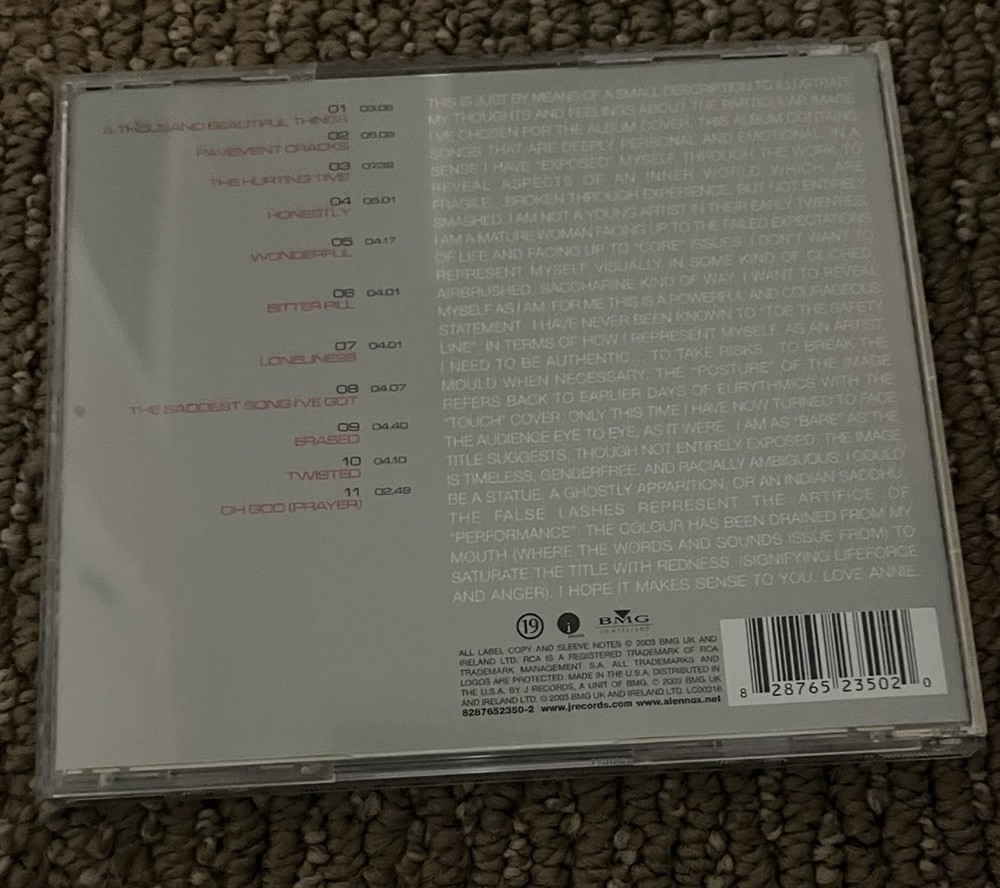 01 03.06
A THOUSAND BEAUTIFUL THINGS
02 05.09
PAVEMENT CRACKS
03 07.32
THE HURTING TIME
04 05.01
HONESTLY
05 04.17
WONDERFUL
06 04.01
BITTER PILL
07 04.01
LONELINESS
08 04.07
THE SADDEST SONG I'VE GOT
09 04.40
ERASED
10 04.10
TWISTED
11 02.49
OH GOD (PRAYER)
THIS IS JUST BY MEANS OF A SMALL DESCRIPTION TO ILLUSTRATE
MY THOUGHTS AND FEELINGS ABOUT THE PARTICULAR IMAGE
I'VE CHOSEN FOR THE ALBUM COVER. THIS ALBUM CONTAINS
SONGS THAT ARE DEEPLY PERSONAL AND EMOTIONAL. IN A
SENSE I HAVE "EXPOSED" MYSELF THROUGH THE WORK TO
REVEAL ASPECTS OF AN INNER WORLD WHICH ARE
FRAGILE... BROKEN THROUGH EXPERIENCE, BUT NOT ENTIRELY
SMASHED. I AM NOT A YOUNG ARTIST IN THEIR EARLY TWENTIES.
I AM A MATURE WOMAN FACING UP TO THE FAILED EXPECTATIONS
OF LIFE AND FACING UP TO "CORE" ISSUES. I DON'T WANT TO
REPRESENT MYSELF VISUALLY IN SOME KIND OF CLICHED
AIRBRUSHED, SACCHARINE KIND OF WAY. I WANT TO REVEAL
MYSELF AS I AM. FOR ME THIS IS A POWERFUL AND COURAGEOUS
STATEMENT. I HAVE NEVER BEEN KNOWN TO "TOE THE SAFETY
LINE". IN TERMS OF HOW I REPRESENT MYSELF. AS AN ARTIST,
I NEED TO BE AUTHENTIC... TO TAKE RISKS... TO BREAK THE
MOULD WHEN NECESSARY. THE "POSTURE" OF THE IMAGE
REFERS BACK TO EARLIER DAYS OF EURYTHMICS WITH THE
"TOUCH" COVER. ONLY THIS TIME I HAVE NOW TURNED TO FACE
THE AUDIENCE EYE TO EYE, AS IT WERE. I AM AS "BARE" AS THE
TITLE SUGGESTS, THOUGH NOT ENTIRELY EXPOSED. THE IMAGE
IS TIMELESS, GENDERFREE, AND RACIALLY AMBIGUOUS. I COULD
BE A STATUE, A GHOSTLY APPARITION, OR AN INDIAN SADDHU.
THE FALSE LASHES REPRESENT THE ARTIFICE OF
"PERFORMANCE". THE COLOUR HAS BEEN DRAINED FROM MY
MOUTH (WHERE THE WORDS AND SOUNDS ISSUE FROM) TO
SATURATE THE TITLE WITH REDNESS. (SIGNIFYING LIFEFORCE
AND ANGER). I HOPE IT MAKES SENSE TO YOU. LOVE ANNIE.
19 BMG
ALL LABEL COPY AND SLEEVE NOTES © 2003 BMG UK AND
IRELAND LTD. RCA IS A REGISTERED TRADEMARK OF RCA
TRADEMARK MANAGEMENT S.A. ALL TRADEMARKS AND
LOGOS ARE PROTECTED. MADE IN THE U.S.A. DISTRIBUTED IN
THE U.S.A. BY J RECORDS, A UNIT OF BMG. ℗ 2003 BMG UK
AND IRELAND LTD. © 2003 BMG UK AND IRELAND LTD. LC00316
8287652350-2 www.jrecords.com www.alennox.net
8 28765 23502 0